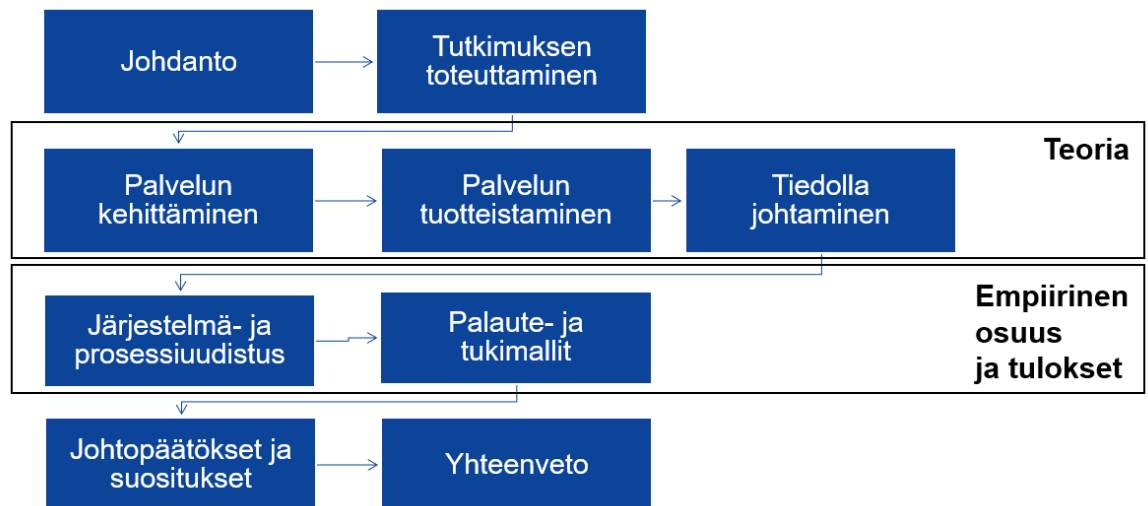 Johdanto
Tutkimuksen
toteuttaminen
Teoria
Palvelun
kehittäminen
Palvelun
tuotteistaminen
Tiedolla
johtaminen
Empiirinen
osuus
ja tulokset
Järjestelmä- ja
prosessiuudistus
Palaute- ja
tukimallit
Johtopäätökset ja
suositukset
Yhteenveto